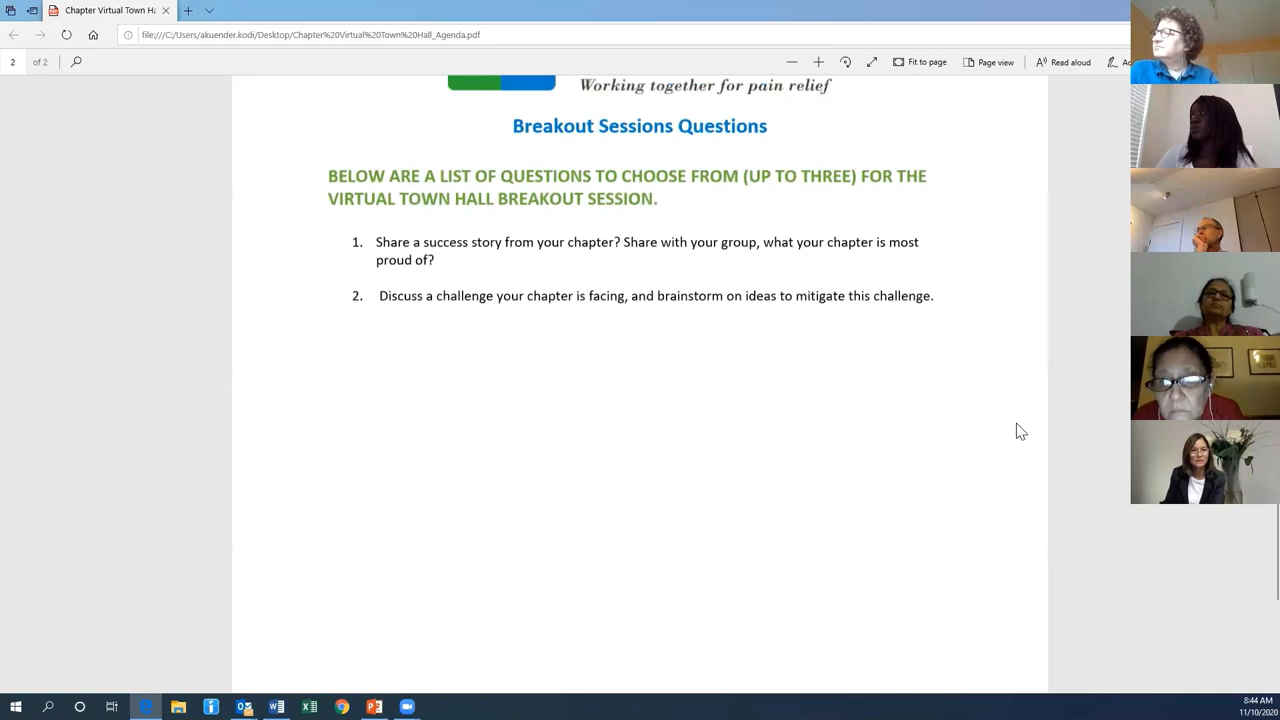 Chapter Virtual Town Ha
file:///C:/Users/akuender.kodi/Desktop/Chapter%20Virtual%20Town%20Hall_Agenda.pdf
2 of 2 Fit to page Page view Read aloud
Working together for pain relief
Breakout Sessions Questions
BELOW ARE A LIST OF QUESTIONS TO CHOOSE FROM (UP TO THREE) FOR THE
VIRTUAL TOWN HALL BREAKOUT SESSION.
1. Share a success story from your chapter? Share with your group, what your chapter is most
proud of?
2. Discuss a challenge your chapter is facing, and brainstorm on ideas to mitigate this challenge.
8:44 AM
11/10/2020